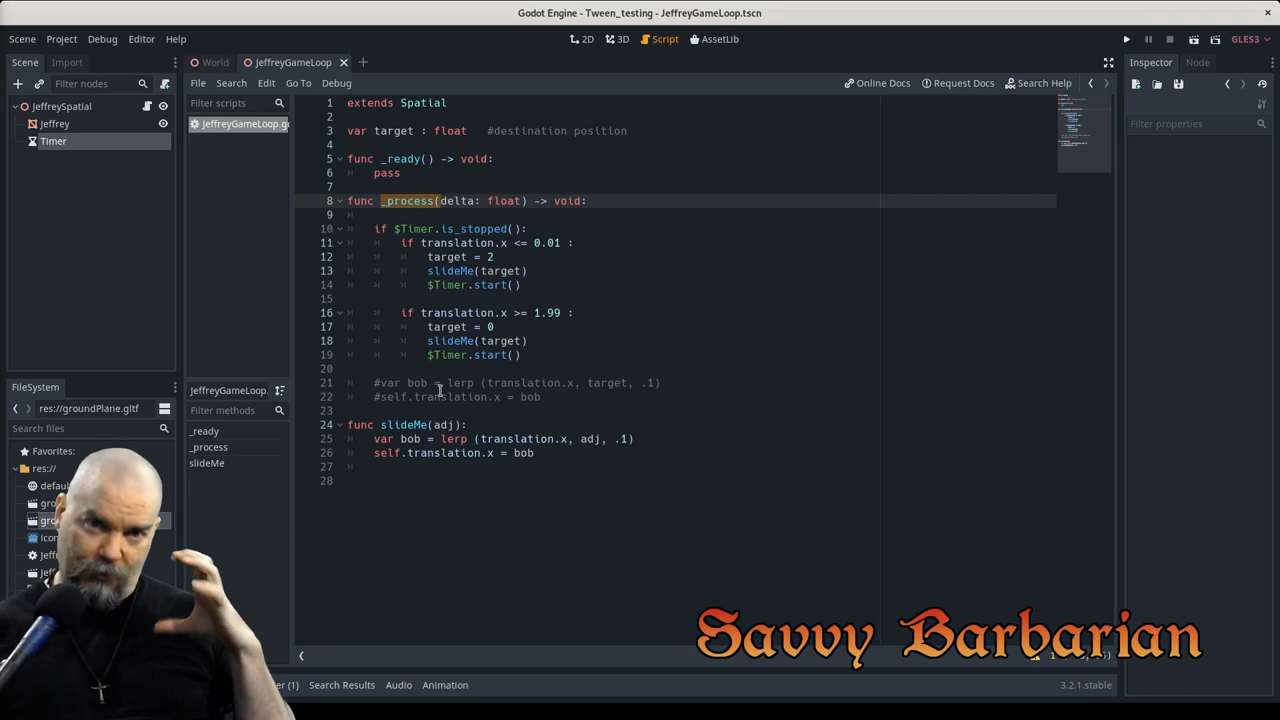 Godot Engine - Tween_testing - JeffreyGameLoop.tscn
Scene Project Debug Editor Help
2D 3D Script AssetLib
GLES3
Scene Import
Filter nodes
JeffreySpatial
Jeffrey
Timer
World JeffreyGameLoop
File Search Edit Go To Debug
Online Docs Request Docs Search Help
Filter scripts
JeffreyGameLoop.g
1 extends Spatial
2
3 var target : float #destination position
4
5 func _ready() -> void:
6 pass
7
8 func _process(delta: float) -> void:
9
10 if $Timer.is_stopped():
11 if translation.x <= 0.01 :
12 target = 2
13 slideMe(target)
14 $Timer.start()
15
16 if translation.x >= 1.99 :
17 target = 0
18 slideMe(target)
19 $Timer.start()
20
21 #var bob = lerp (translation.x, target, .1)
22 #self.translation.x = bob
23
24 func slideMe(adj):
25 var bob = lerp (translation.x, adj, .1)
26 self.translation.x = bob
27
28
Inspector Node
Filter properties
FileSystem
res://groundPlane.gltf
Search files
Favorites:
res://
defau
gro
gro
icon
Jeff
Jef
JeffreyGameLoop.
Filter methods
_ready
_process
slideMe
Savvy Barbarian
r (1) Search Results Audio Animation
3.2.1.stable